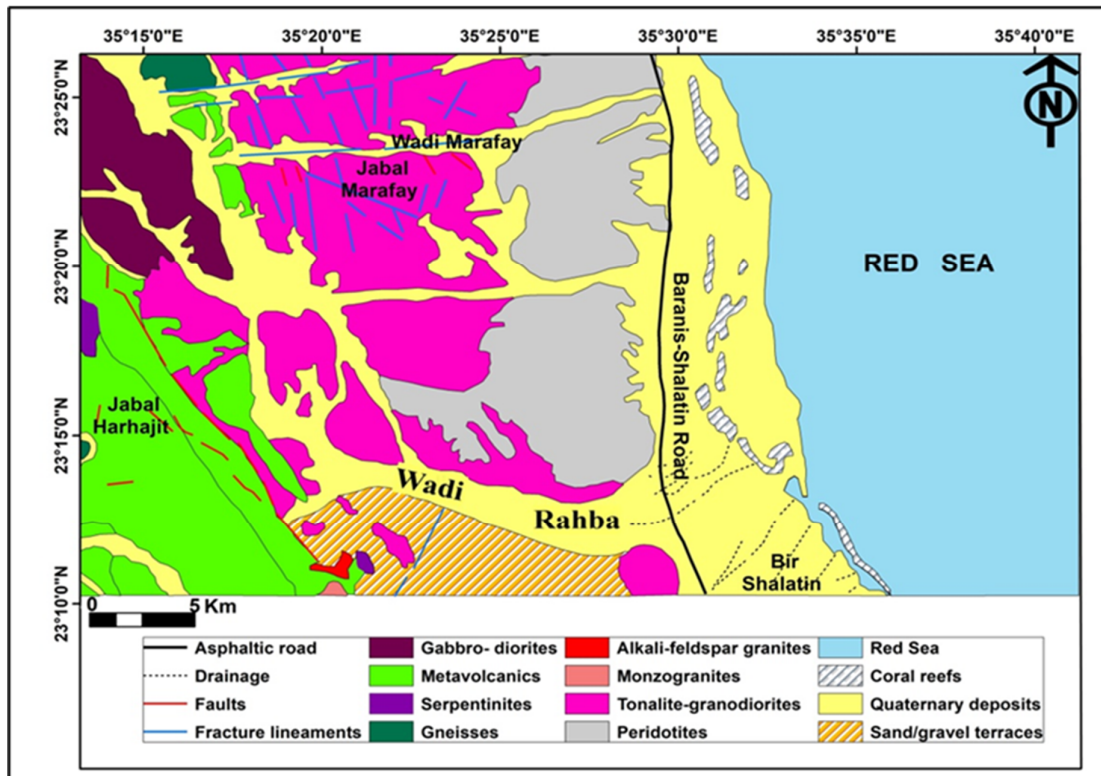 35°15'0"E 35°20'0"E 35°25'0"E 35°30'0"E 35°35'0"E 35°40'0"E
N
23°25'0"N
Wadi Marafay
Jabal
Marafay
23°20'0"N
RED SEA
Baranis-Shalatin Road
Jabal
Harhajit
23°15'0"N
Wadi
Rahba
Bir
Shalatin
23°10'0"N
0 5 Km
Asphaltic road Gabbro- diorites Alkali-feldspar granites Red Sea
Drainage Metavolcanics Monzogranites Coral reefs
Faults Serpentinites Tonalite-granodiorites Quaternary deposits
Fracture lineaments Gneisses Peridotites Sand/gravel terraces